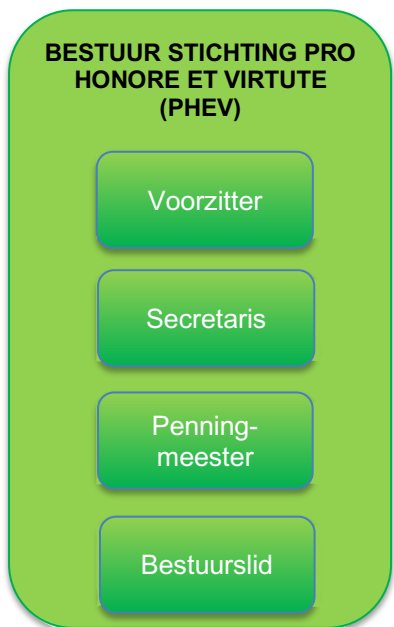 BESTUUR STICHTING PRO
HONORE ET VIRTUTE
(PHEV)
Voorzitter
Secretaris
Penning-
meester
Bestuurslid